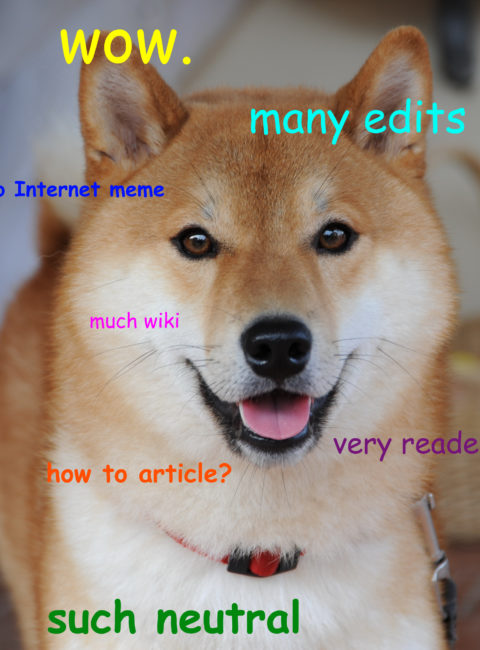 wow.
many edits
o Internet meme
much wiki
very reade
how to article?
such neutral